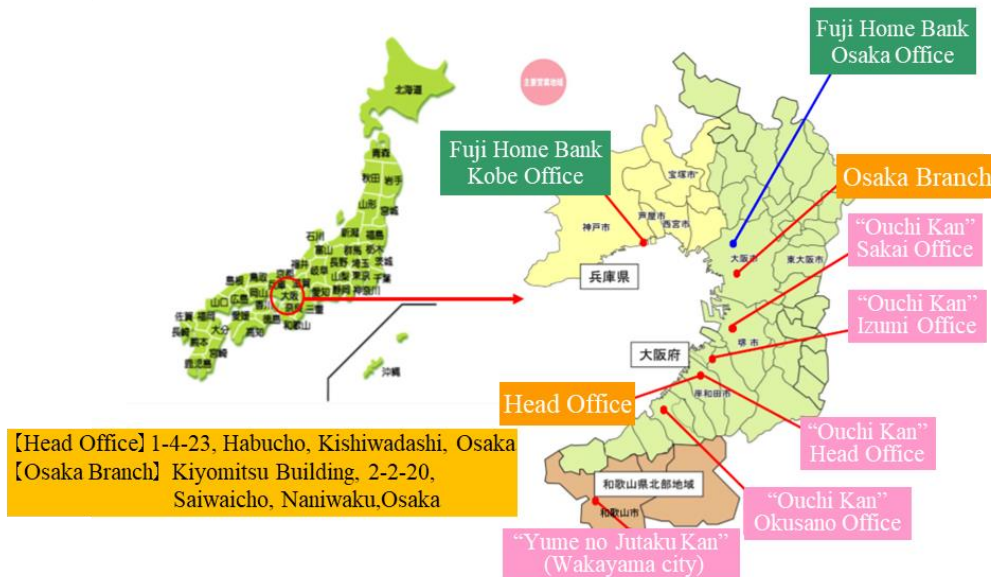 Fuji Home Bank
Osaka Office
主要営業地域
北海道
Fuji Home Bank
Kobe Office
青森
秋田
岩手
山形
宮城
宝塚市
Osaka Branch
芦屋市
西宮市
神戸市
石川
新潟
福島
富山
群馬
栃木
福井
長野
埼玉
茨城
岐阜
山梨
東京
千葉
静岡
神奈川
愛知
三重
京都
兵庫
滋賀
大阪
奈良
和歌山
鳥取
島根
岡山
広島
山口
愛媛
高知
徳島
佐賀
福岡
長崎
大分
熊本
宮崎
鹿児島
沖縄
兵庫県
大阪市
東大阪市
“Ouchi Kan”
Sakai Office
“Ouchi Kan”
Izumi Office
堺 市
大阪府
岸和田市
Head Office
“Ouchi Kan”
Head Office
【Head Office】 1-4-23, Habucho, Kishiwadashi, Osaka
【Osaka Branch】 Kiyomitsu Building, 2-2-20,
Saiwaicho, Naniwaku,Osaka
和歌山県北部地域
和歌山市
“Ouchi Kan”
Okusano Office
“Yume no Jutaku Kan”
(Wakayama city)